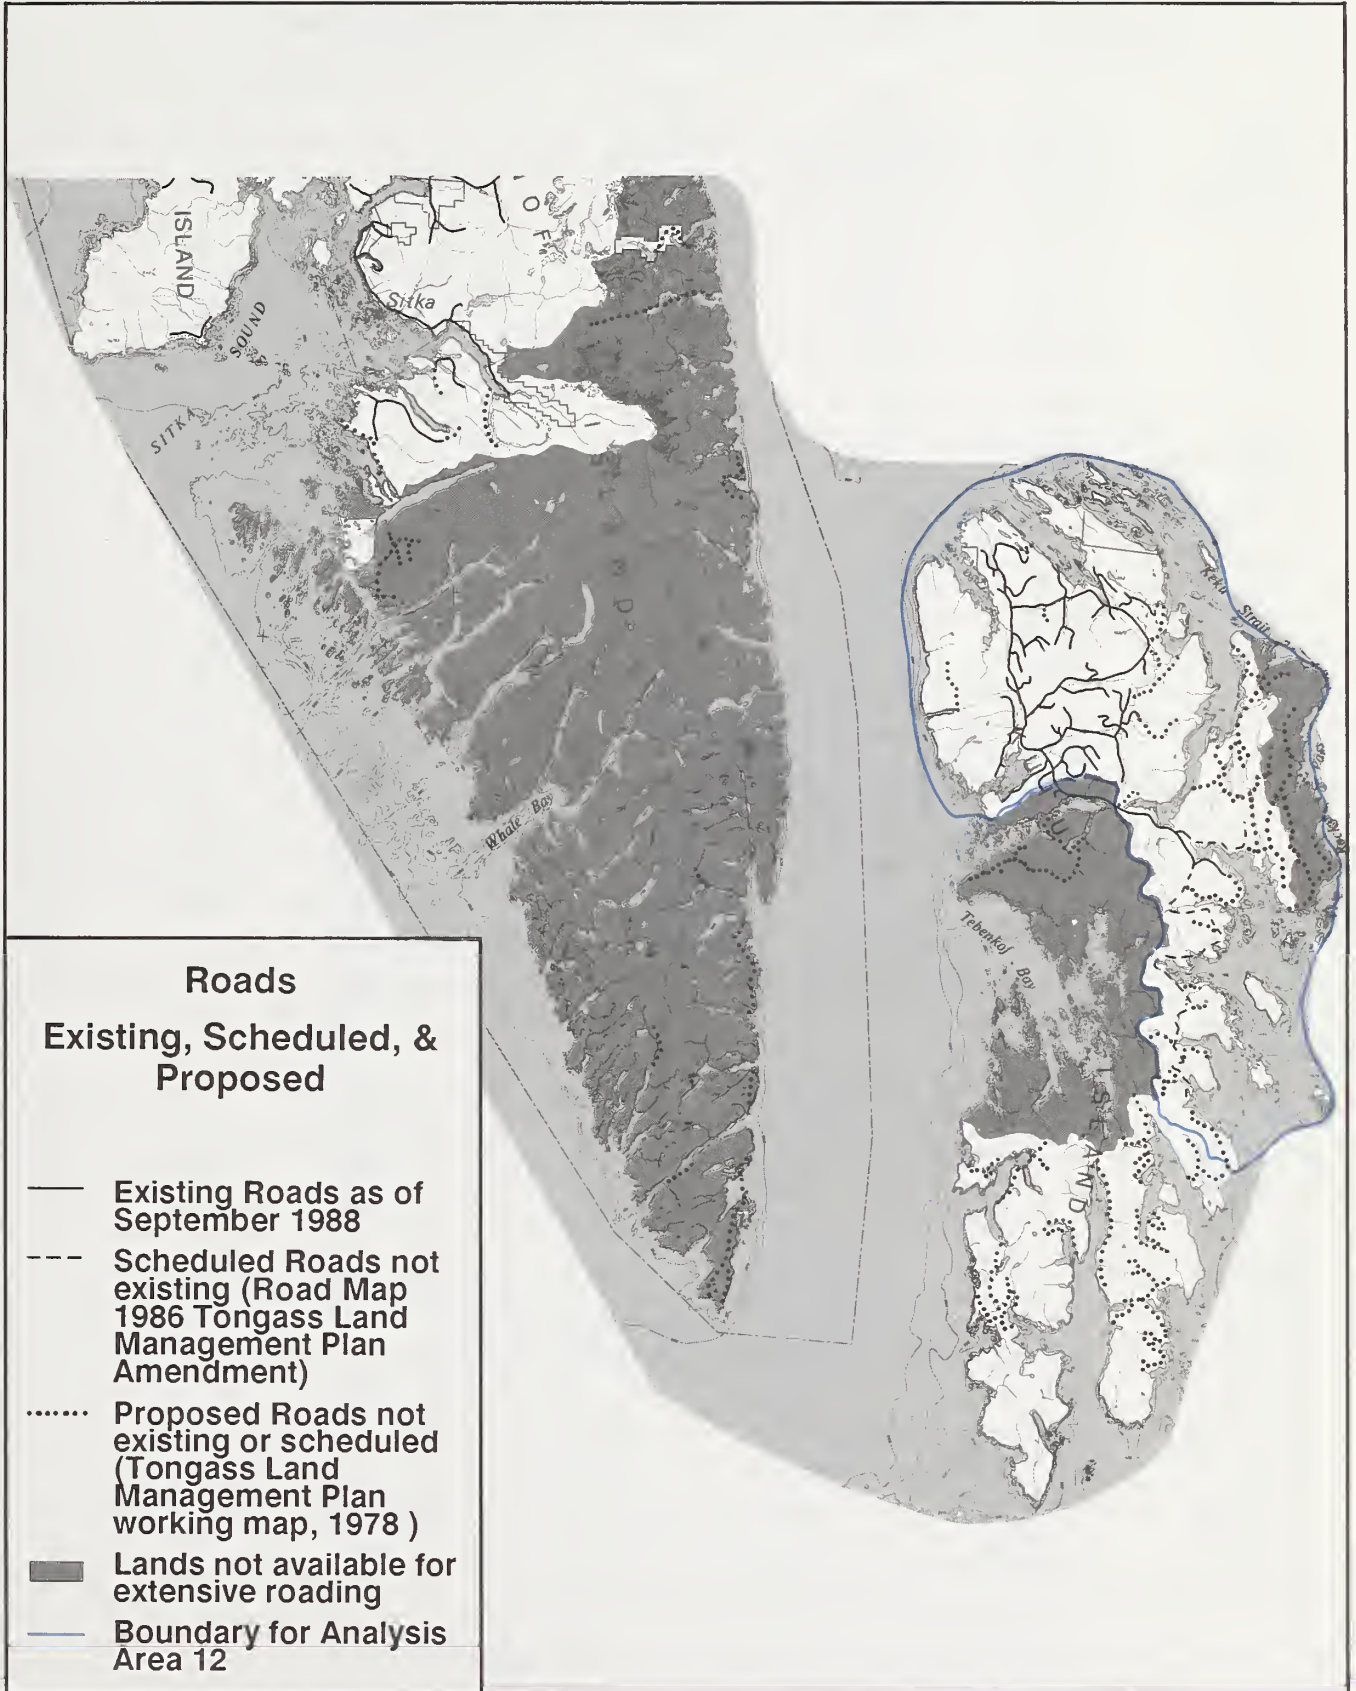 ISLAND
O
F
Sitka
SOUND
SITKA
Keku
Strait
Whale Bay
Tebenkof Bay
ISLAND
Roads
Existing, Scheduled, &
Proposed
Existing Roads as of
September 1988
Scheduled Roads not
existing (Road Map
1986 Tongass Land
Management Plan
Amendment)
Proposed Roads not
existing or scheduled
(Tongass Land
Management Plan
working map, 1978 )
Lands not available for
extensive roading
Boundary for Analysis
Area 12